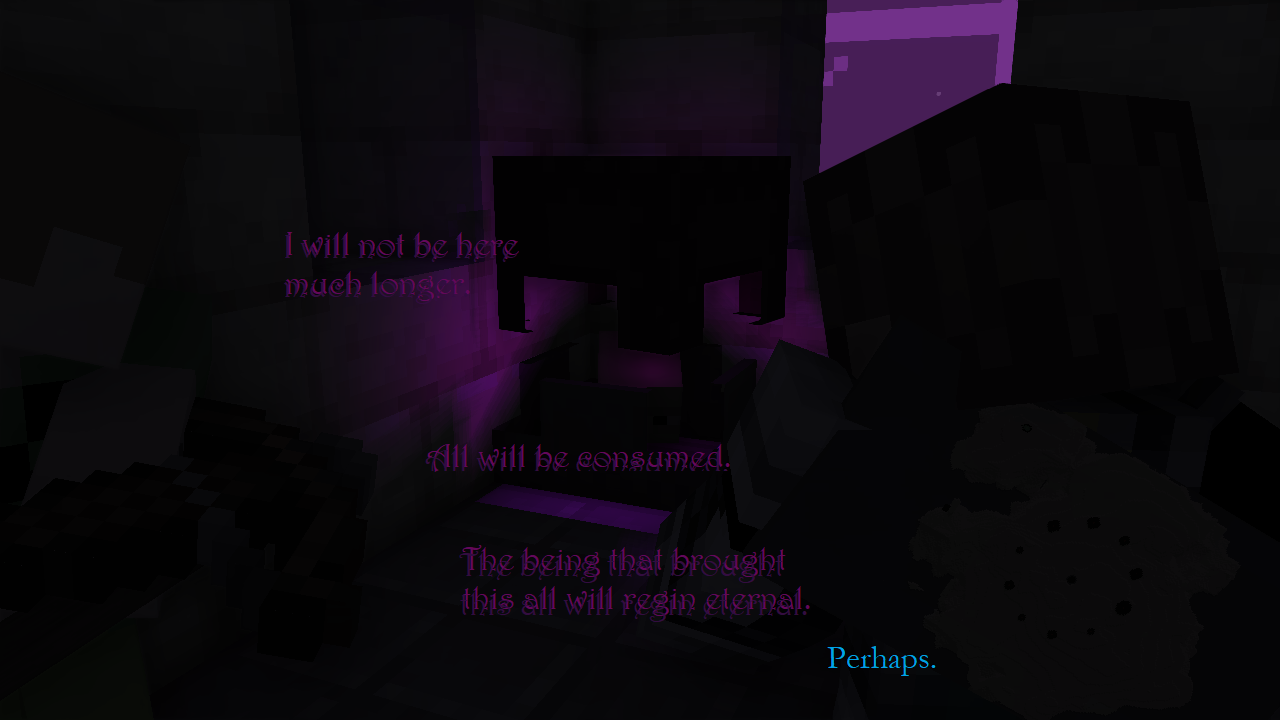 I will not be here
much longer.
All will be consumed.
The being that brought
this all will regin eternal.
Perhaps.